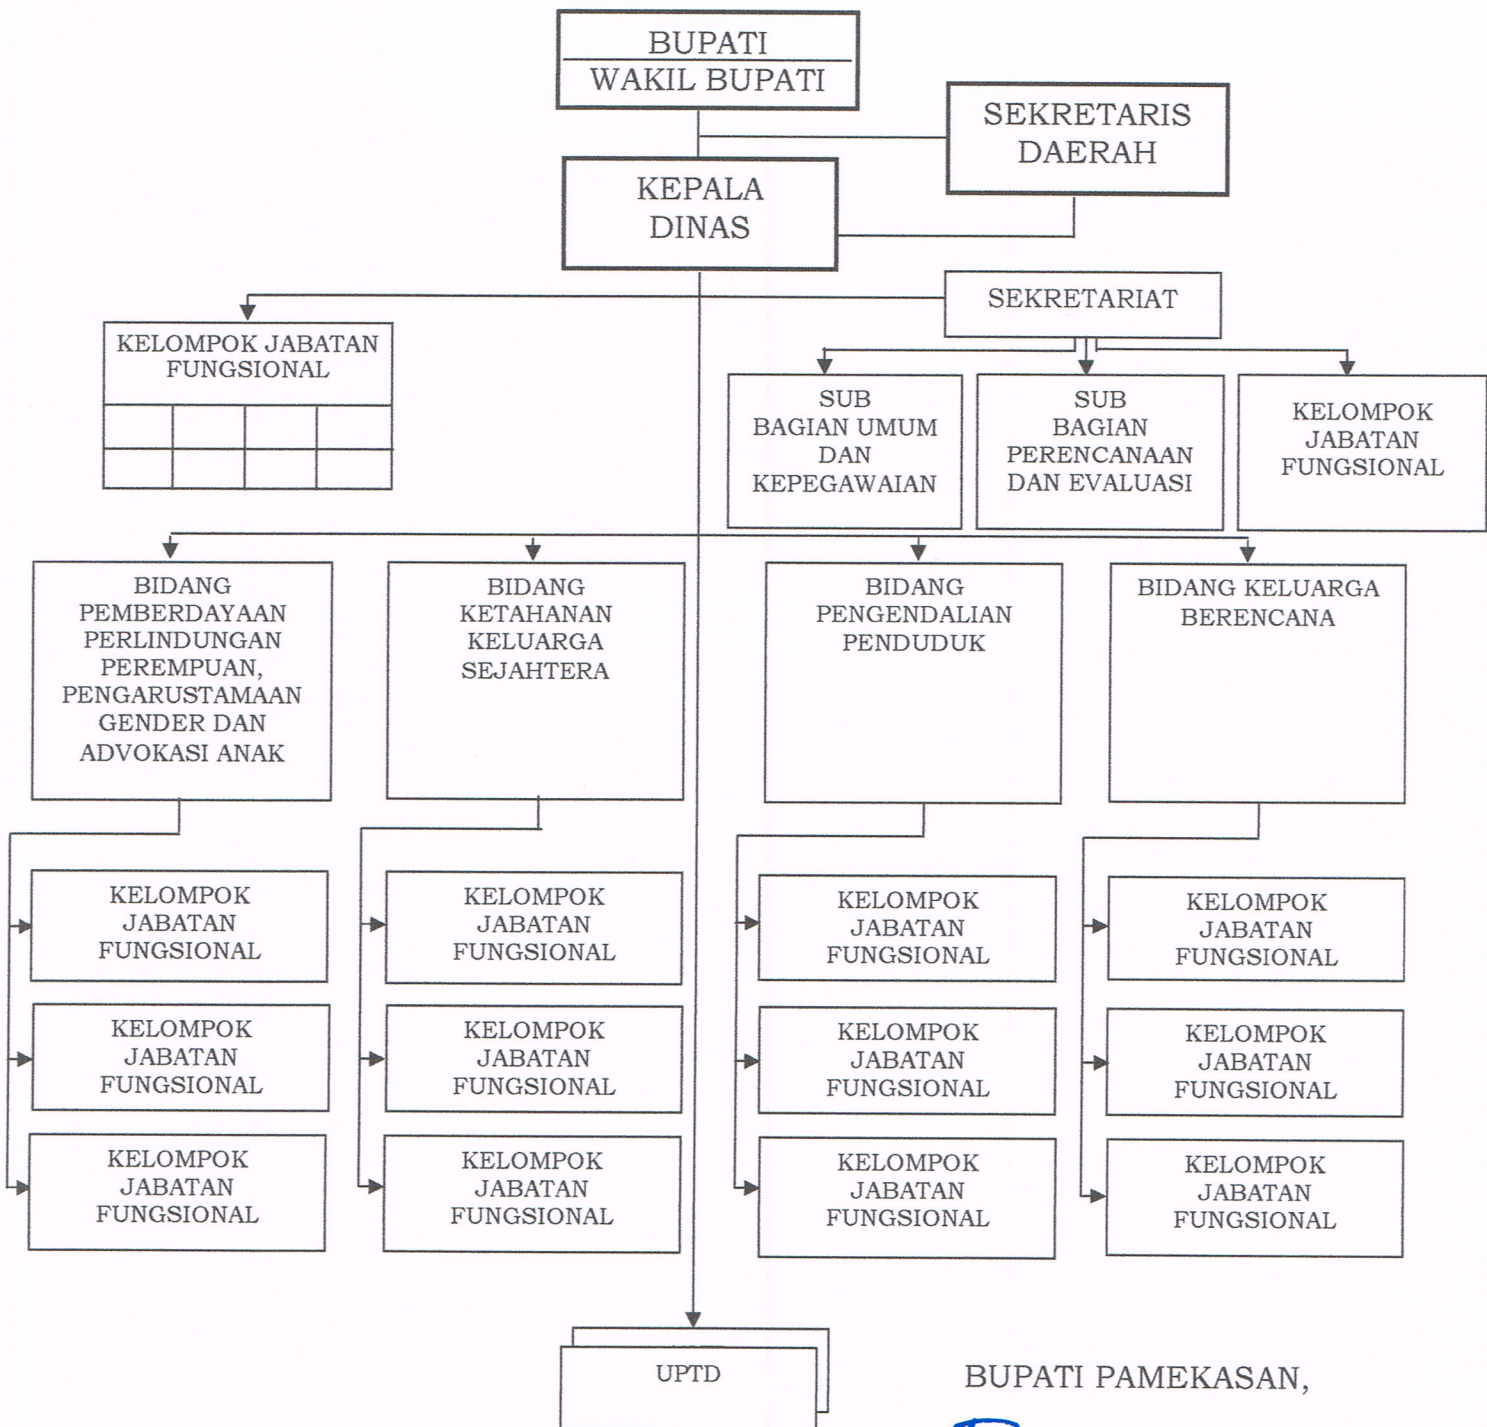 BUPATI
WAKIL BUPATI
SEKRETARIS
DAERAH
KEPALA
DINAS
SEKRETARIAT
KELOMPOK JABATAN
FUNGSIONAL
SUB
BAGIAN UMUM
DAN
KEPEGAWAIAN
SUB
BAGIAN
PERENCANAAN
DAN EVALUASI
KELOMPOK
JABATAN
FUNGSIONAL
BIDANG
PEMBERDAYAAN
PERLINDUNGAN
PEREMPUAN,
PENGARUSTAMAAN
GENDER DAN
ADVOKASI ANAK
BIDANG
KETAHANAN
KELUARGA
SEJAHTERA
BIDANG
PENGENDALIAN
PENDUDUK
BIDANG KELUARGA
BERENCANA
KELOMPOK
JABATAN
FUNGSIONAL
KELOMPOK
JABATAN
FUNGSIONAL
KELOMPOK
JABATAN
FUNGSIONAL
KELOMPOK
JABATAN
FUNGSIONAL
KELOMPOK
JABATAN
FUNGSIONAL
KELOMPOK
JABATAN
FUNGSIONAL
KELOMPOK
JABATAN
FUNGSIONAL
KELOMPOK
JABATAN
FUNGSIONAL
KELOMPOK
JABATAN
FUNGSIONAL
KELOMPOK
JABATAN
FUNGSIONAL
KELOMPOK
JABATAN
FUNGSIONAL
KELOMPOK
JABATAN
FUNGSIONAL
UPTD
BUPATI PAMEKASAN,